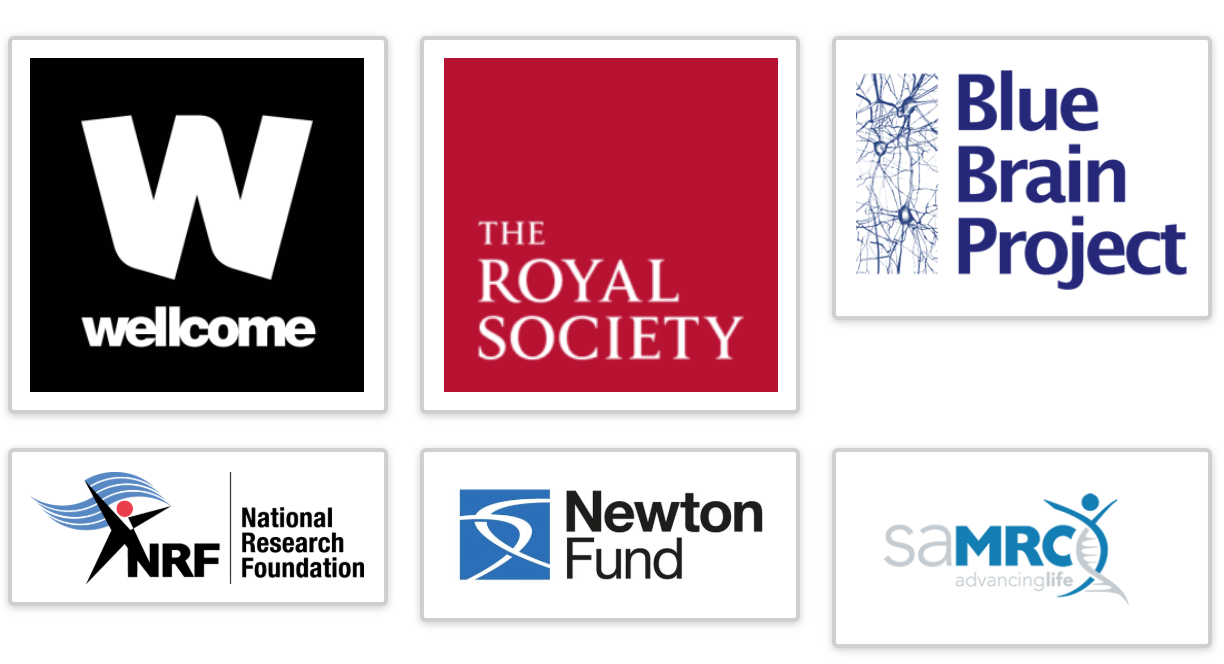 W
wellcome
THE
ROYAL
SOCIETY
Blue
Brain
Project
NRF
National
Research
Foundation
Newton
Fund
saMRC
advancinglife